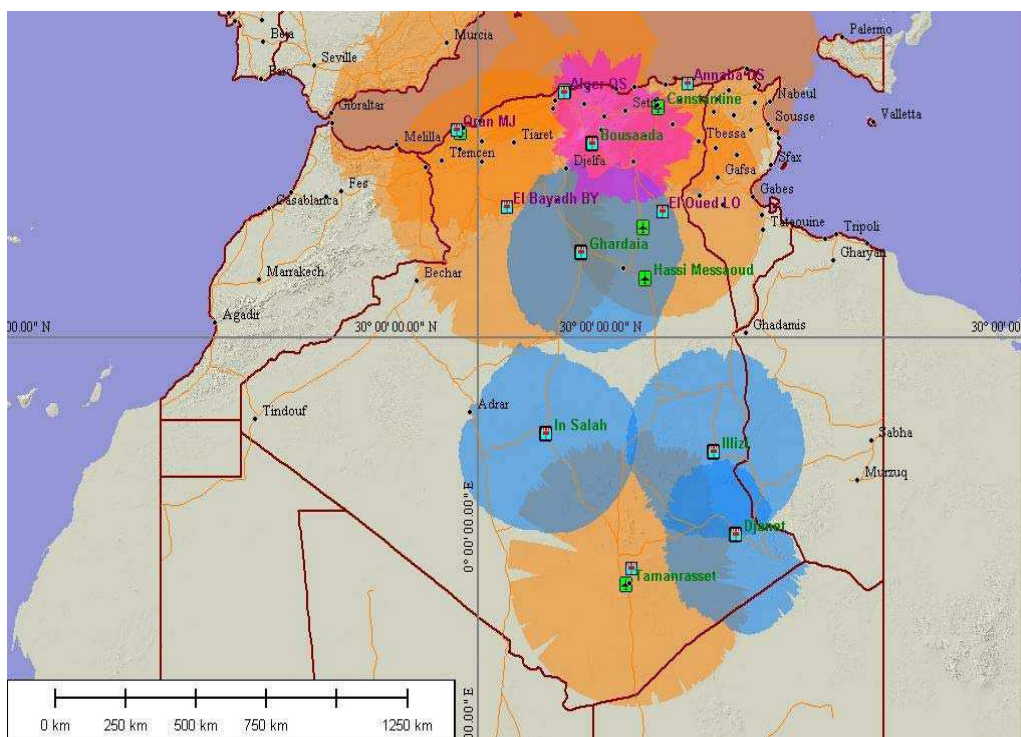 Palermo
Beja
Murcia
Seville
Faro
Alger QS
Annaba DS
Gibraltar
Constantine
Nabeul
Setif
Valletta
Oran MJ
Sousse
Melilla
Tiaret
Bousaada
Tbessa
Tlemcen
Djelfa
Sfax
Gafsa
Fes
Casablanca
El Bayadh BY
El Oued LO
Gabes
Tataouine
Tripoli
Ghardaia
Gharyan
Marrakech
Bechar
Hassi Messaoud
Agadir
00.00" N
30° 00' 00.00" N
30° 00' 00.00" N
30° 00' 0
Ghadamis
Tindouf
Adrar
In Salah
Illizi
Sabha
Murzuq
0° 00' 00.00" E
Djanet
Tamanrasset
00.00" E
0 km
250 km
500 km
750 km
1250 km